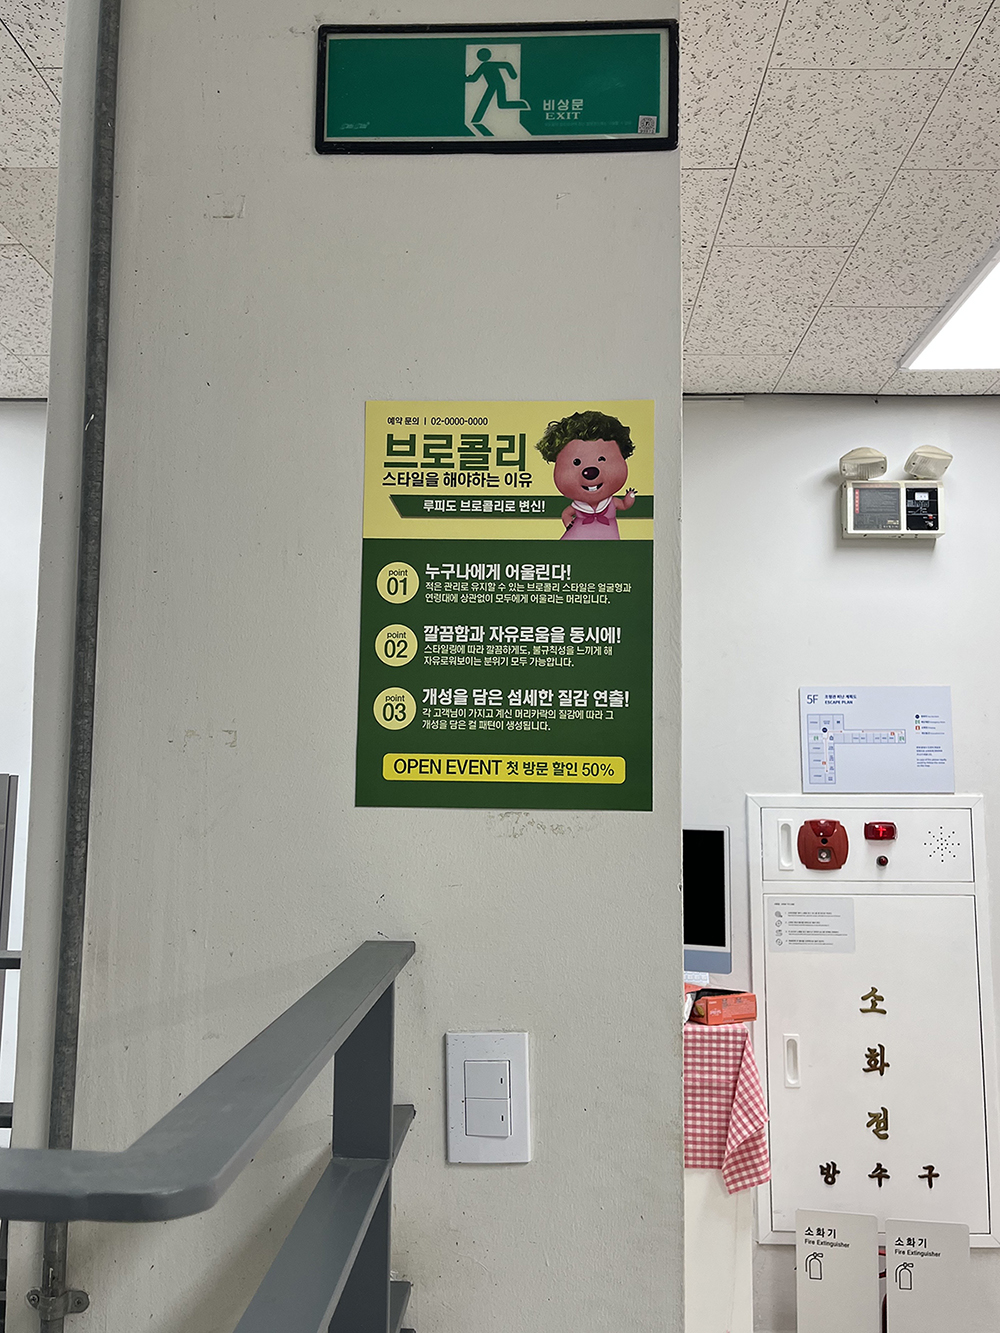 비상문
EXIT
예약 문의 | 02-0000-0000
브로콜리
스타일을 해야하는 이유
루피도 브로콜리로 변신!
point
01
누구나에게 어울린다!
적은 관리로 유지할 수 있는 브로콜리 스타일은 얼굴형과
연령대에 상관없이 모두에게 어울리는 머리입니다.
point
02
깔끔함과 자유로움을 동시에!
스타일링에 따라 깔끔하게도, 불규칙성을 느끼게 해
자유로워보이는 분위기 모두 가능합니다.
point
03
개성을 담은 섬세한 질감 연출!
각 고객님이 가지고 계신 머리카락의 질감에 따라 그
개성을 담은 컬 패턴이 생성됩니다.
OPEN EVENT 첫 방문 할인 50%
5F
ESCAPE PLAN
소
화
전
방 수 구
소화기
Fire Extinguisher
소화기
Fire Extinguisher